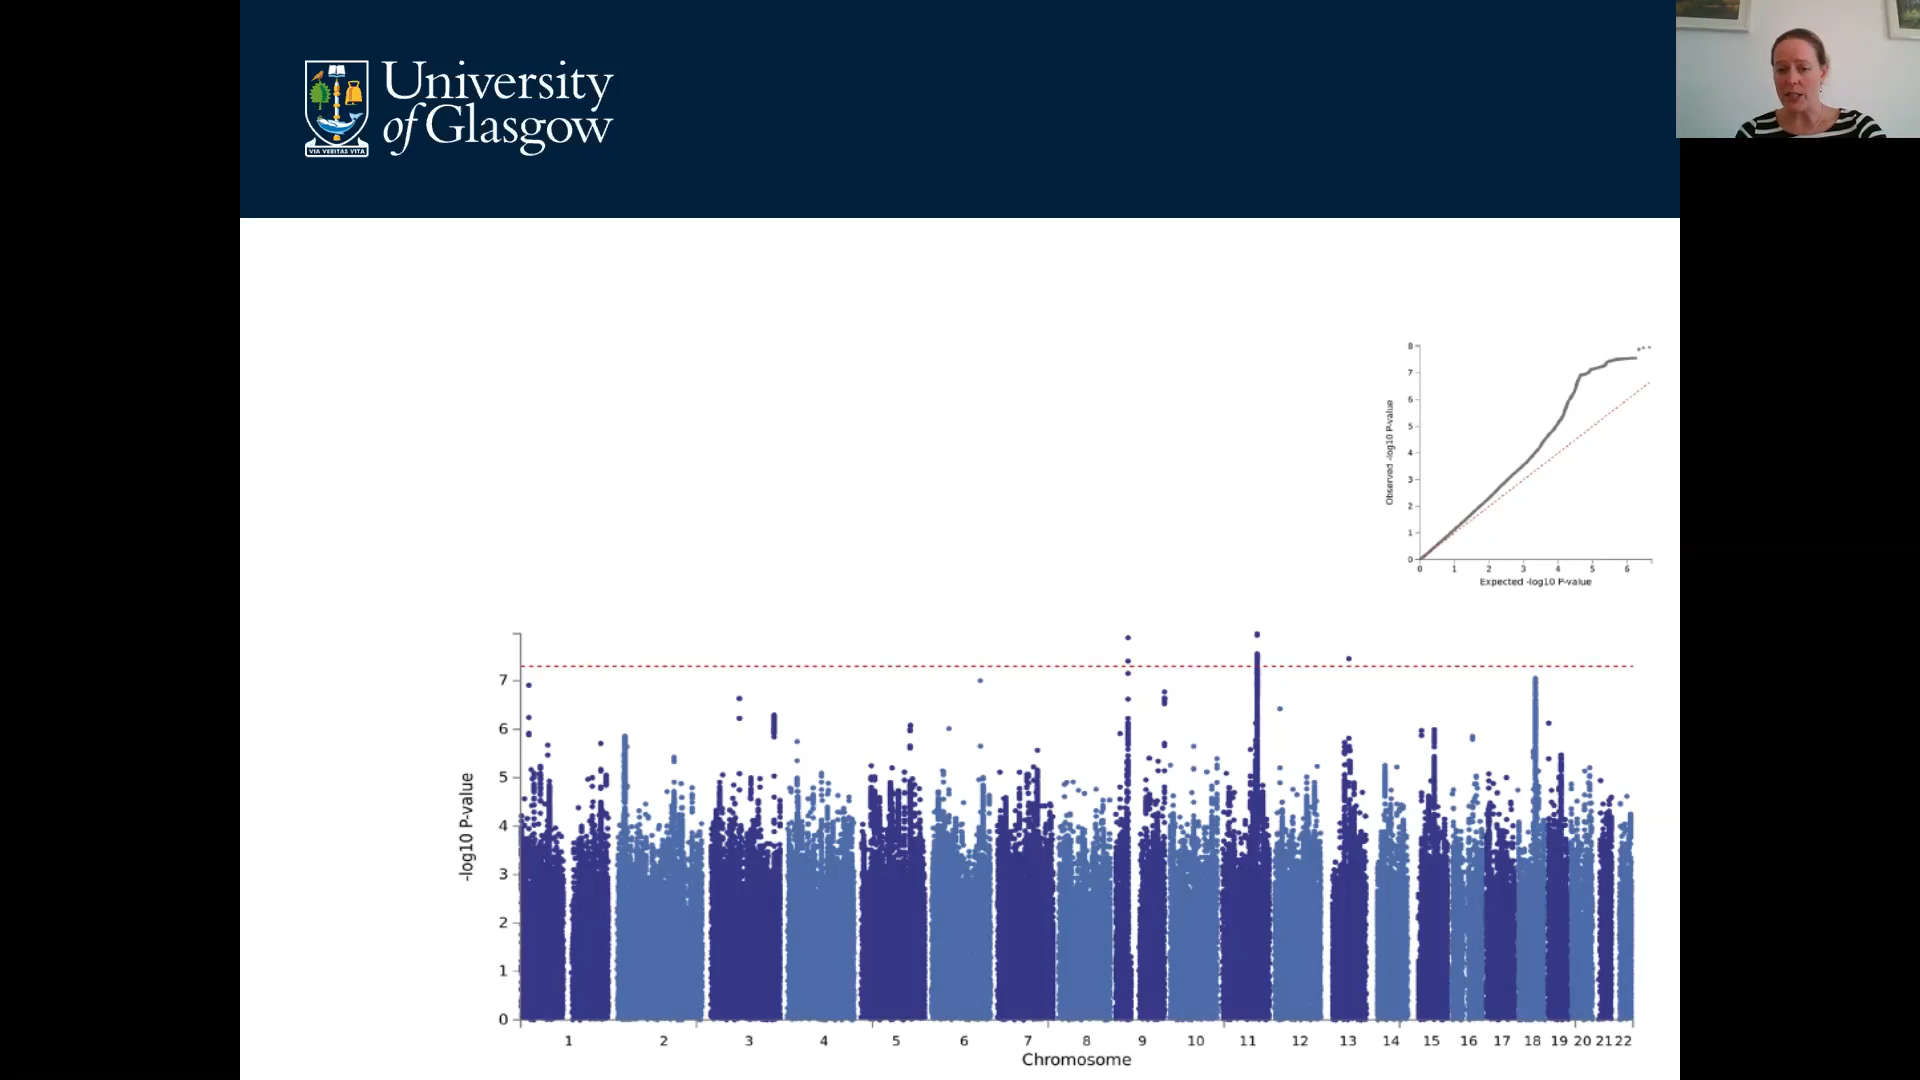 University
of Glasgow
VIA VERITAS VITA
8
7
6
5
4
3
2
1
0
Observed -log10 P-value
0 1 2 3 4 5 6
Expected -log10 P-value
7
6
5
4
3
2
1
0
-log10 P-value
1 2 3 4 5 6 7 8 9 10 11 12 13 14 15 16 17 18 19 20 21 22
Chromosome